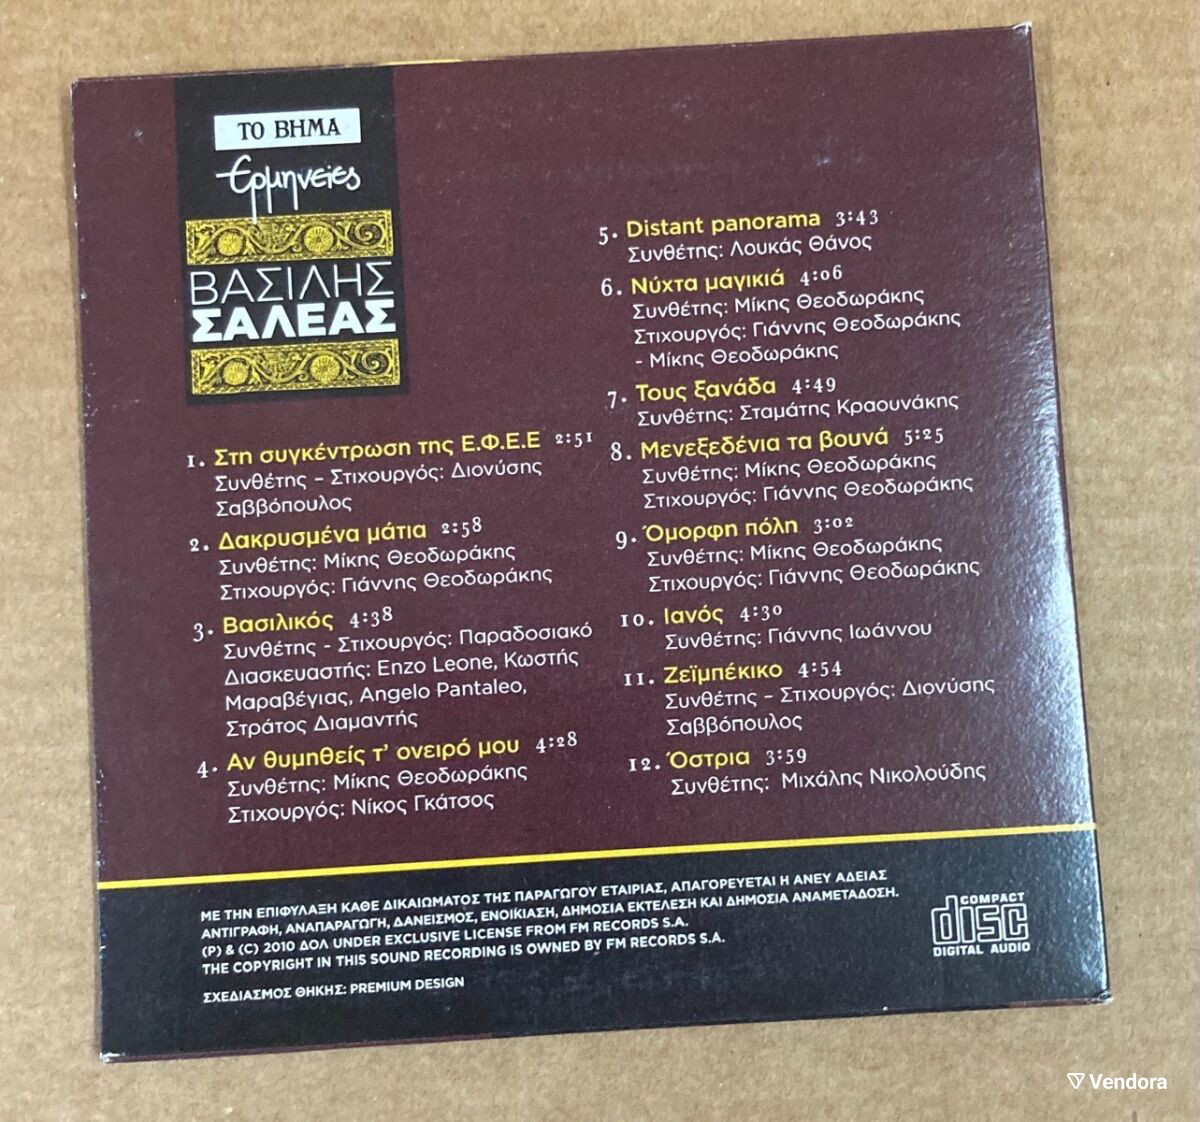 ΤΟ ΒΗΜΑ
Ερμηνείες
ΒΑΣΙΛΗΣ
ΣΑΛΕΑΣ
1. Στη συγκέντρωση της Ε.Φ.Ε.Ε 2:51
Συνθέτης – Στιχουργός: Διονύσης
Σαββόπουλος
2. Δακρυσμένα μάτια 2:58
Συνθέτης: Μίκης Θεοδωράκης
Στιχουργός: Γιάννης Θεοδωράκης
3. Βασιλικός 4:38
Συνθέτης - Στιχουργός: Παραδοσιακό
Διασκευαστής: Enzo Leone, Κωστής
Μαραβέγιας, Angelo Pantaleo,
Στράτος Διαμαντής
4. Αν θυμηθείς τ' ονειρό μου 4:28
Συνθέτης: Μίκης Θεοδωράκης
Στιχουργός: Νίκος Γκάτσος
5. Distant panorama 3:43
Συνθέτης: Λουκάς Θάνος
6. Νύχτα μαγικιά 4:06
Συνθέτης: Μίκης Θεοδωράκης
Στιχουργός: Γιάννης Θεοδωράκης
- Μίκης Θεοδωράκης
7. Τους ξανάδα 4:49
Συνθέτης: Σταμάτης Κραουνάκης
8. Μενεξεδένια τα βουνά 5:25
Συνθέτης: Μίκης Θεοδωράκης
Στιχουργός: Γιάννης Θεοδωράκης
9. Όμορφη πόλη 3:02
Συνθέτης: Μίκης Θεοδωράκης
Στιχουργός: Γιάννης Θεοδωράκης
10. Ιανός 4:30
Συνθέτης: Γιάννης Ιωάννου
11. Ζεϊμπέκικο 4:54
Συνθέτης – Στιχουργός: Διονύσης
Σαββόπουλος
12. Όστρια 3:59
Συνθέτης: Μιχάλης Νικολούδης
ΜΕ ΤΗΝ ΕΠΙΦΥΛΑΞΗ ΚΑΘΕ ΔΙΚΑΙΩΜΑΤΟΣ ΤΗΣ ΠΑΡΑΓΩΓΟΥ ΕΤΑΙΡΙΑΣ, ΑΠΑΓΟΡΕΥΕΤΑΙ Η ΑΝΕΥ ΑΔΕΙΑΣ
ΑΝΤΙΓΡΑΦΗ, ΑΝΑΠΑΡΑΓΩΓΗ, ΔΑΝΕΙΣΜΟΣ, ΕΝΟΙΚΙΑΣΗ, ΔΗΜΟΣΙΑ ΕΚΤΕΛΕΣΗ ΚΑΙ ΔΗΜΟΣΙΑ ΑΝΑΜΕΤΑΔΟΣΗ.
(P) & (C) 2010 ΔΟΛ UNDER EXCLUSIVE LICENSE FROM FM RECORDS S.A.
THE COPYRIGHT IN THIS SOUND RECORDING IS OWNED BY FM RECORDS S.A.
ΣΧΕΔΙΑΣΜΟΣ ΘΗΚΗΣ: PREMIUM DESIGN
COMPACT
disc
DIGITAL AUDIO
Vendora